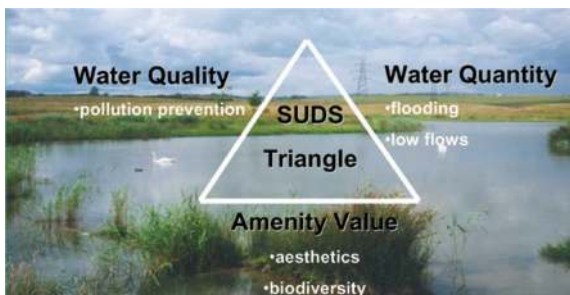 Water Quality
•pollution prevention
Water Quantity
•flooding
•low flows
SUDS
Triangle
Amenity Value
•aesthetics
•biodiversity